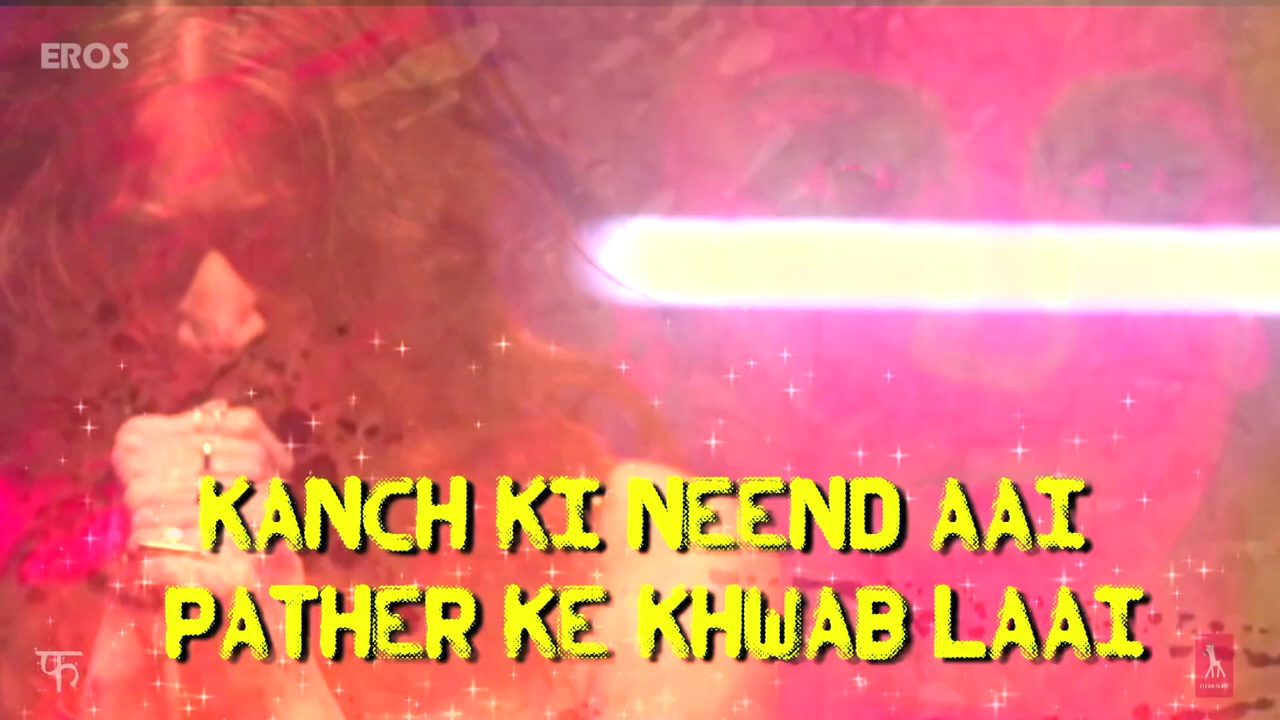 EROS
KANCH KI NEEND AAI
PATHER KE KHWAB LAAI
फ